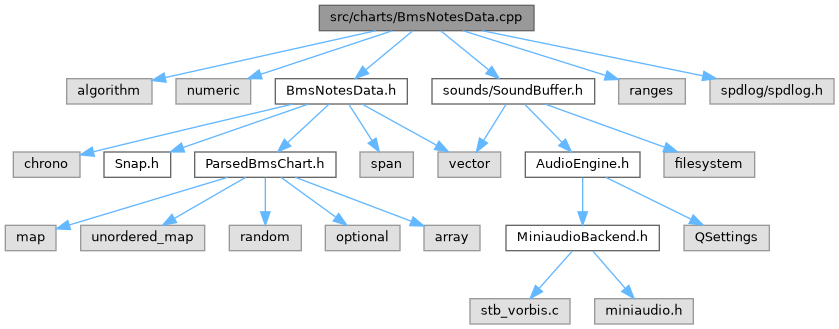 src/charts/BmsNotesData.cpp
algorithm
numeric
BmsNotesData.h
sounds/SoundBuffer.h
ranges
spdlog/spdlog.h
chrono
Snap.h
ParsedBmsChart.h
span
vector
AudioEngine.h
filesystem
map
unordered_map
random
optional
array
MiniaudioBackend.h
QSettings
stb_vorbis.c
miniaudio.h